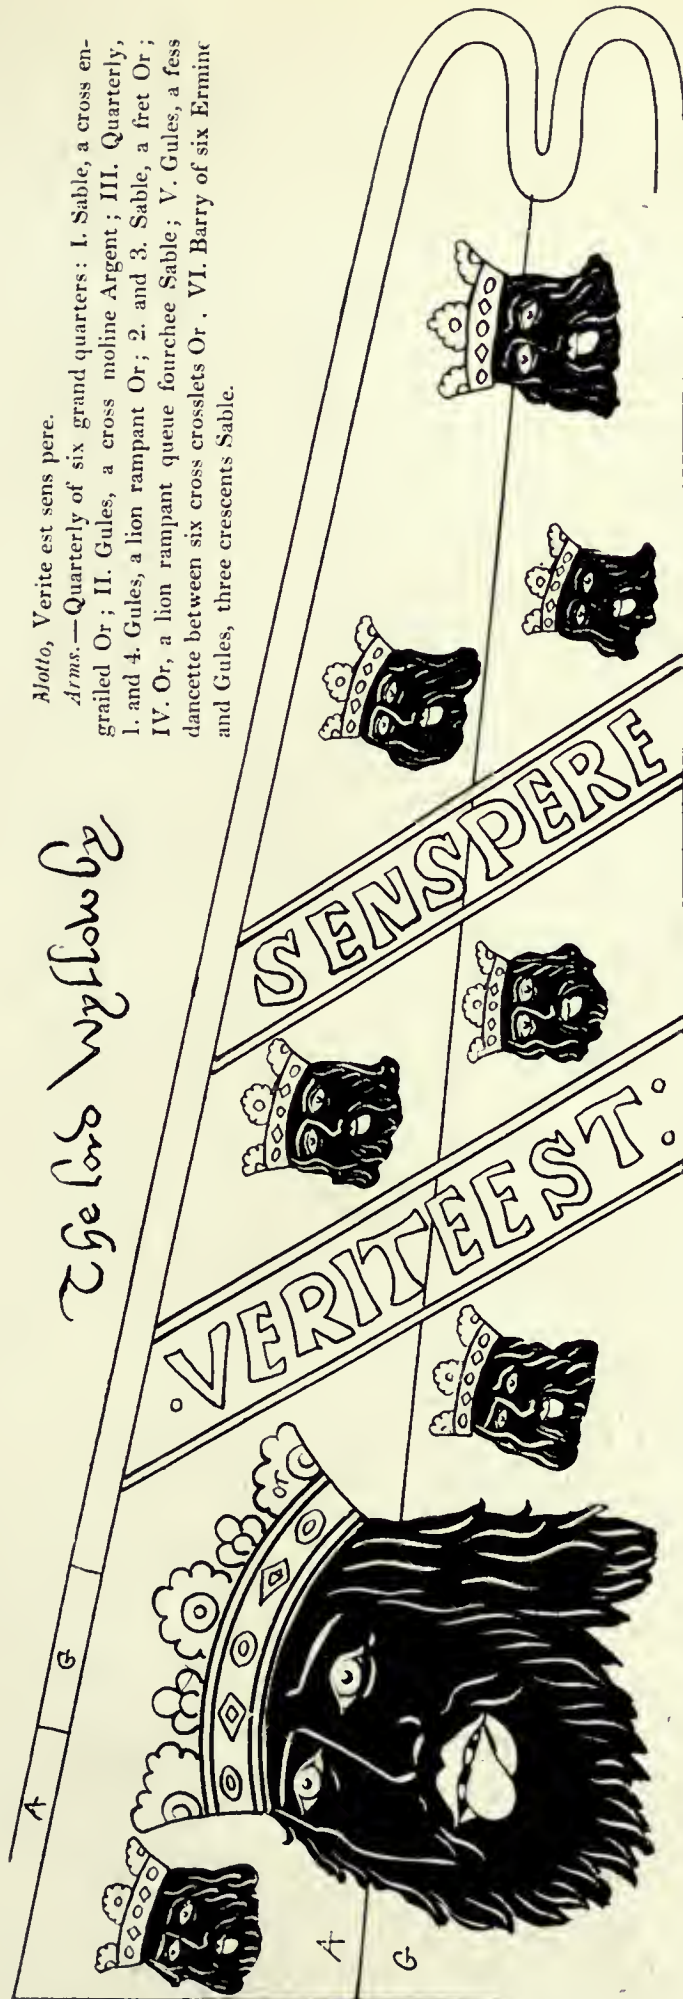 Motto, Verite est sens pere.
Arms.—Quarterly of six grand quarters: I. Sable, a cross en-
grailed Or; II. Gules, a cross moline Argent; III. Quarterly,
1. and 4. Gules, a lion rampant Or; 2. and 3. Sable, a fret Or;
IV. Or, a lion rampant queue fourchee Sable; V. Gules, a fess
dancette between six cross crosslets Or . VI. Barry of six Ermine
and Gules, three crescents Sable.
The lord
A G
or
·VERITEEST:
SENSPERE
A
G